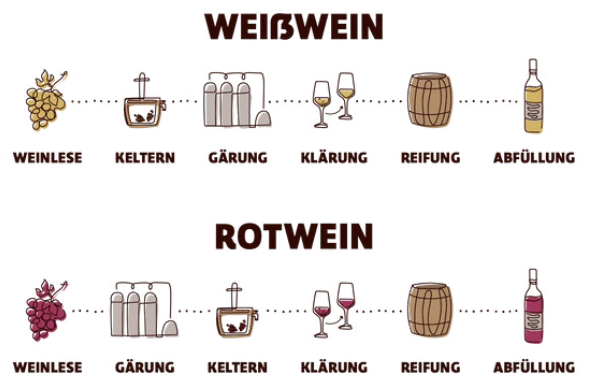 WEIßWEIN
WEINLESE KELTERN GÄRUNG KLÄRUNG REIFUNG ABFÜLLUNG
ROTWEIN
WEINLESE GÄRUNG KELTERN KLÄRUNG REIFUNG ABFÜLLUNG